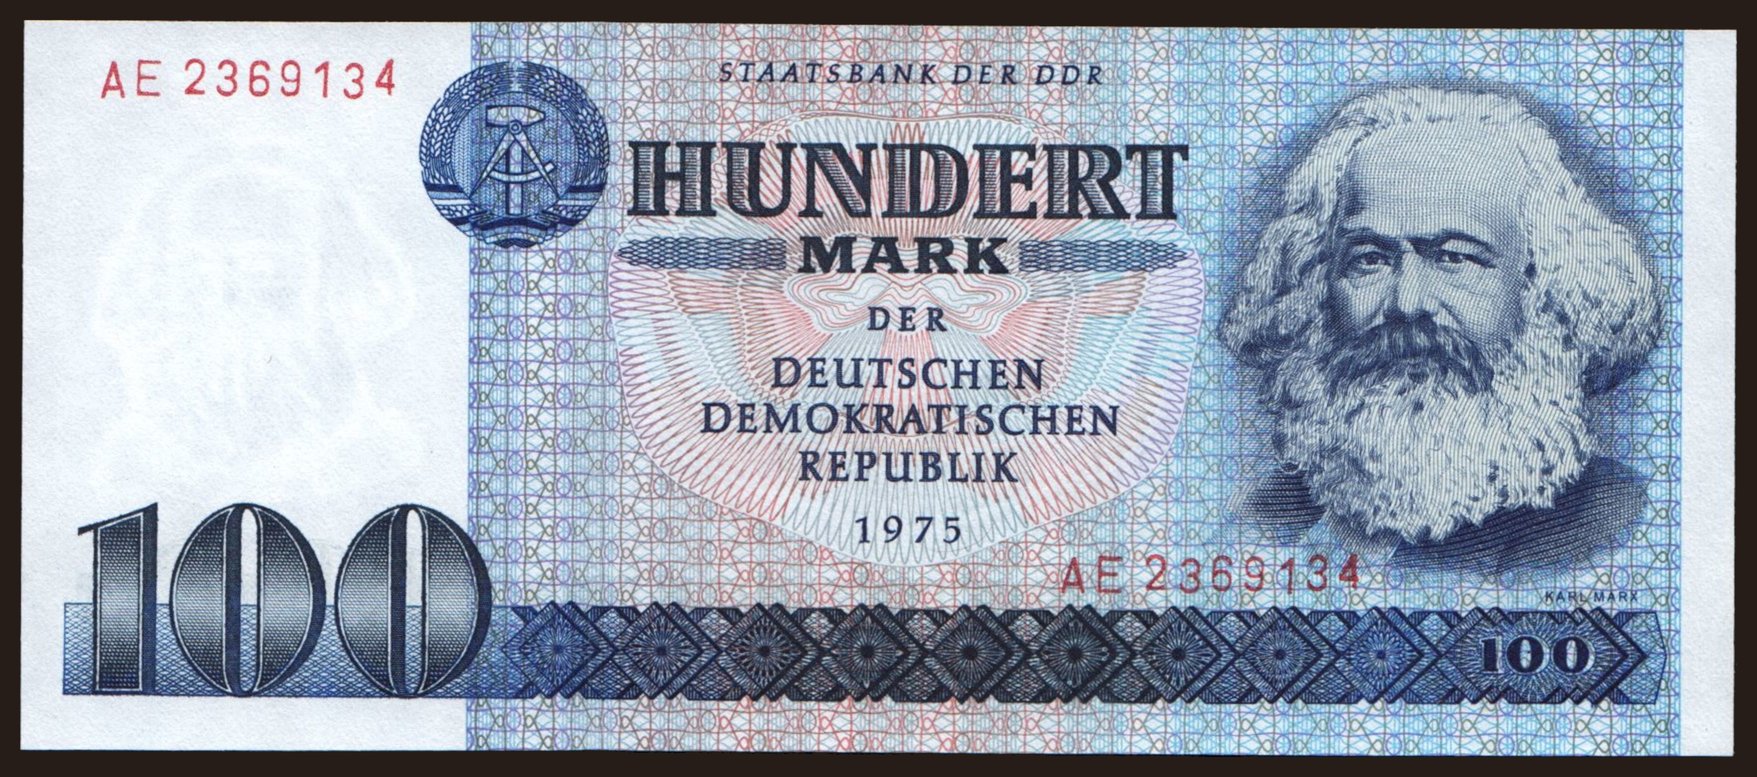 AE 2369134
STAATSBANK DER DDR
HUNDERT
MARK
DER
DEUTSCHEN
DEMOKRATISCHEN
REPUBLIK
1975
AE 2369134
KARL MARX
100
100